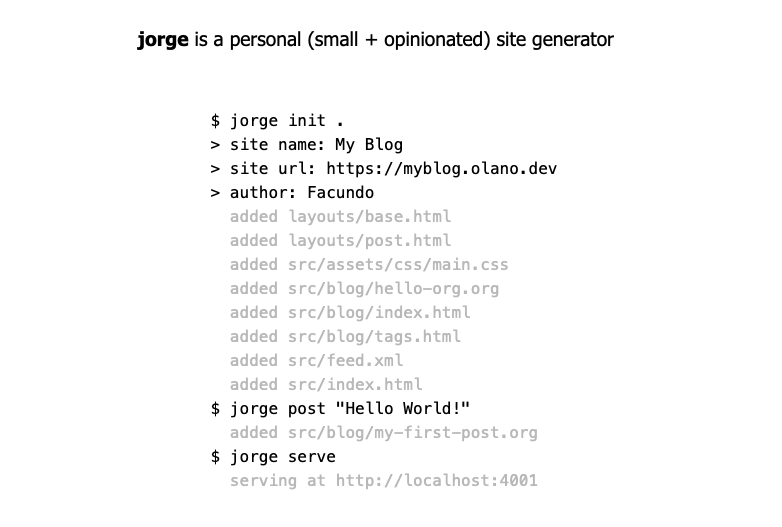 jorge is a personal (small + opinionated) site generator
$ jorge init .
> site name: My Blog
> site url: https://myblog.olano.dev
> author: Facundo
added layouts/base.html
added layouts/post.html
added src/assets/css/main.css
added src/blog/hello-org.org
added src/blog/index.html
added src/blog/tags.html
added src/feed.xml
added src/index.html
$ jorge post "Hello World!"
added src/blog/my-first-post.org
$ jorge serve
serving at http://localhost:4001